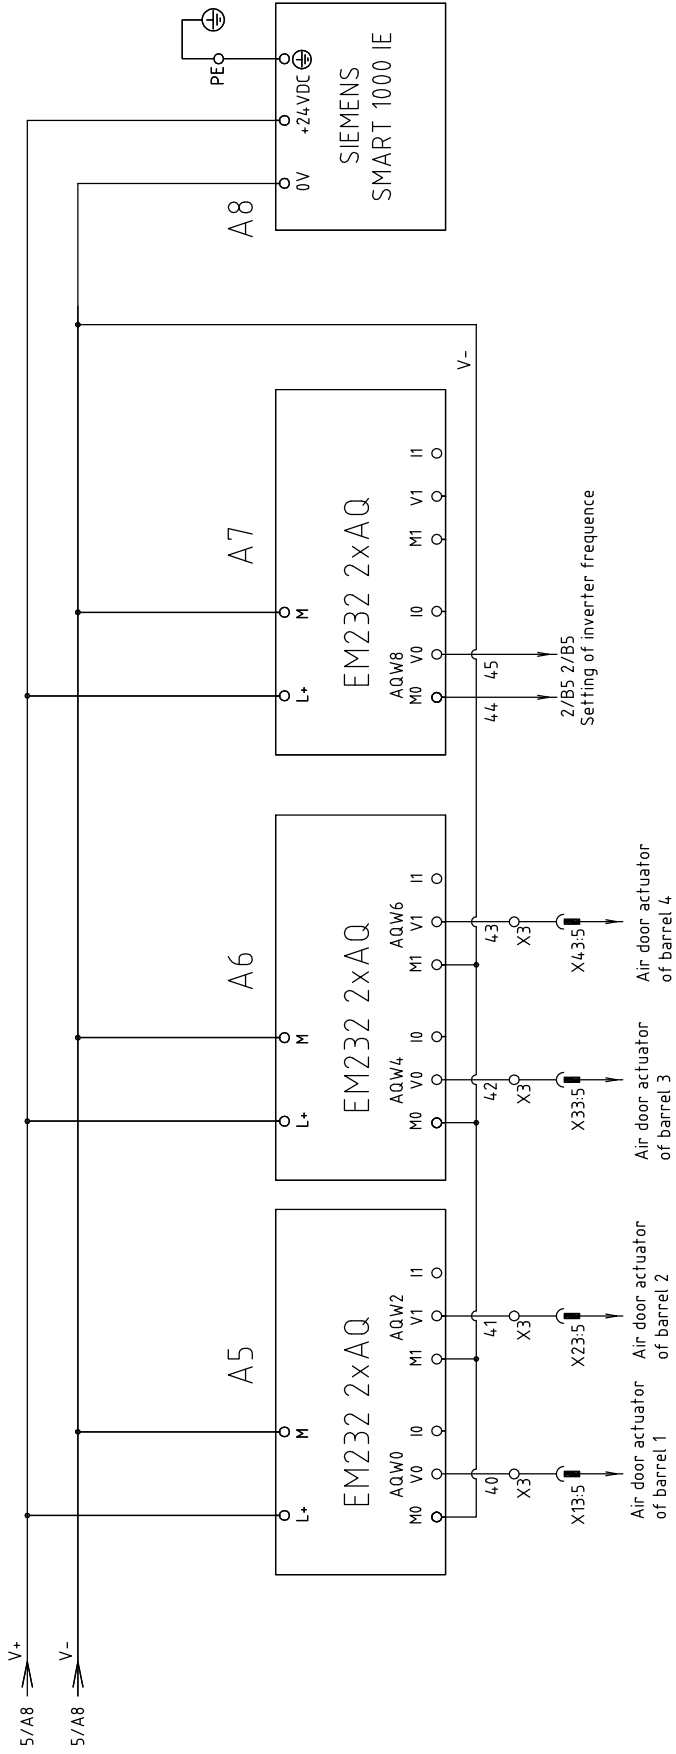 5/A8
V+
5/A8
V-
A5
L+
M
EM232 2xAQ
AQW0
AQW2
M0
V0
I0
M1
V1
I1
40
X3
X13:5
Air door actuator
of barrel 1
41
X3
X23:5
Air door actuator
of barrel 2
A6
L+
M
EM232 2xAQ
AQW4
AQW6
M0
V0
I0
M1
V1
I1
42
X3
X33:5
Air door actuator
of barrel 3
43
X3
X43:5
Air door actuator
of barrel 4
A7
L+
M
EM232 2xAQ
AQW8
M0
V0
I0
M1
V1
I1
44
45
2/B5 2/B5
Setting of inverter frequence
V-
A8
0V
+24VDC
PE
SIEMENS
SMART 1000 IE